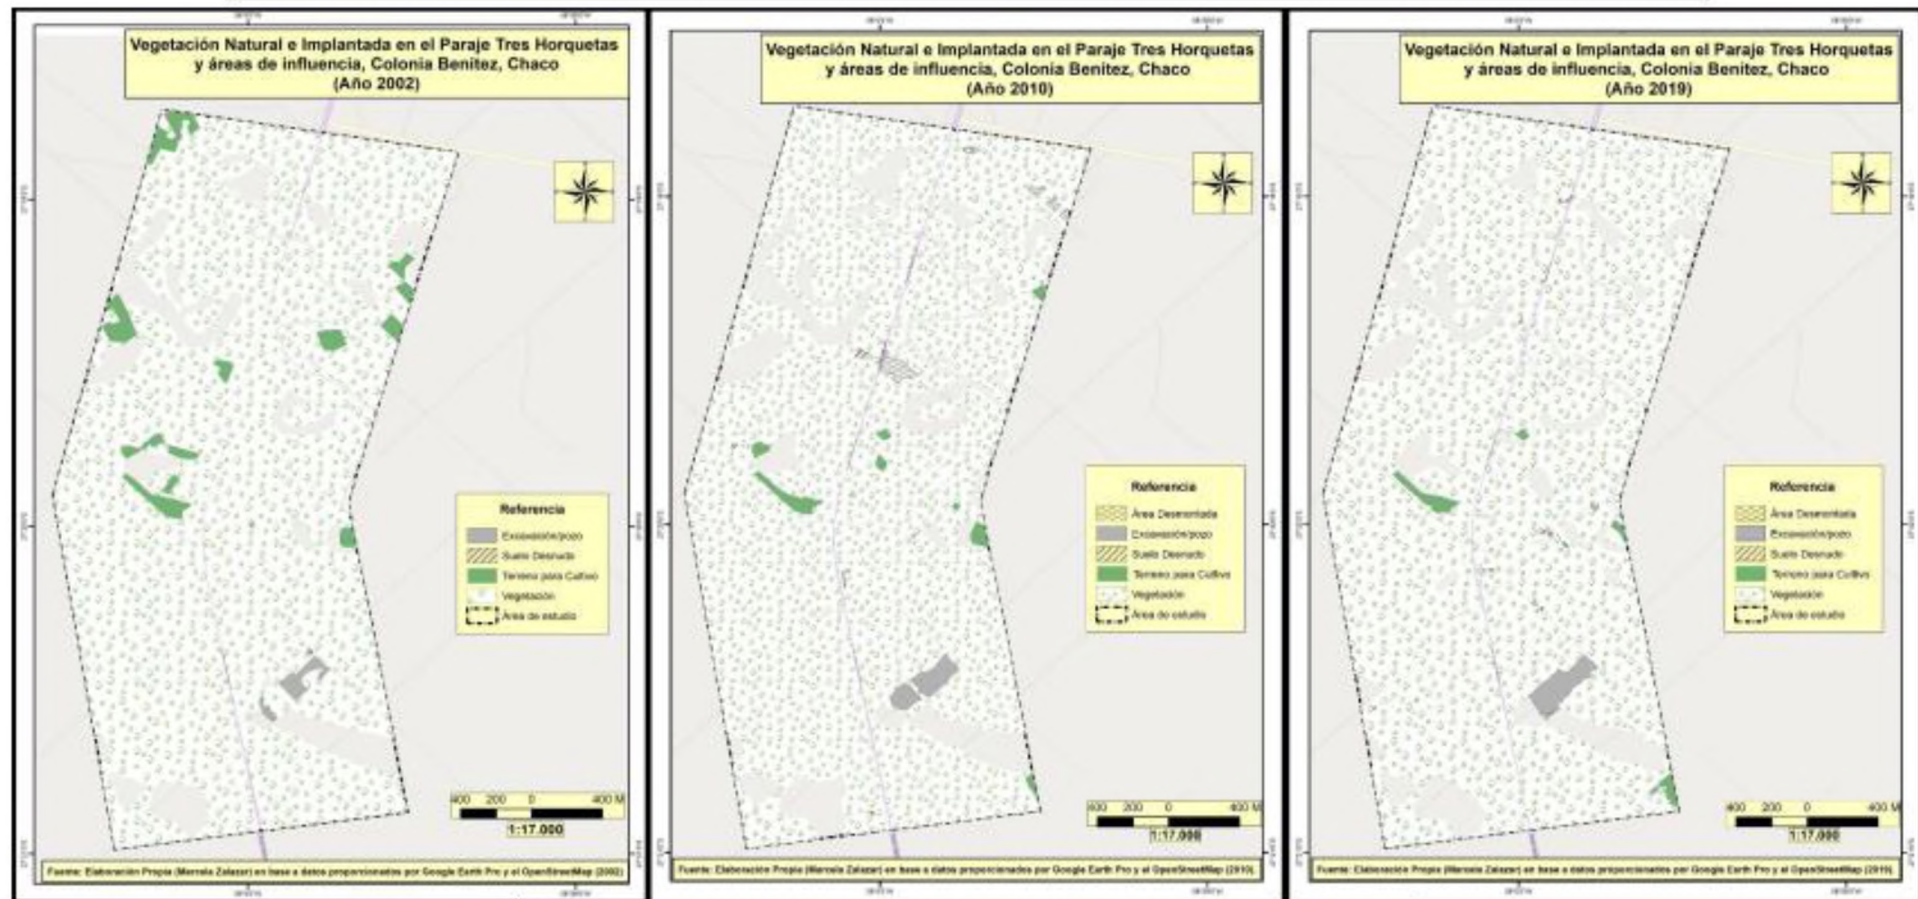 Vegetación Natural e Implantada en el Paraje Tres Horquetas
y áreas de influencia, Colonia Benítez, Chaco
(Año 2002)
Referencia
Excavación/pozo
Suelo Desnudo
Terreno para Cultivo
Vegetación
Área de estudio
400 200 0 400 M
1:17.000
Fuente: Elaboración Propia (Marcela Zalazar) en base a datos proporcionados por Google Earth Pro y el OpenStreetMap (2002)
Vegetación Natural e Implantada en el Paraje Tres Horquetas
y áreas de influencia, Colonia Benítez, Chaco
(Año 2010)
Referencia
Área Desmontada
Excavación/pozo
Suelo Desnudo
Terreno para Cultivo
Vegetación
Área de estudio
400 200 0 400 M
1:17.000
Fuente: Elaboración Propia (Marcela Zalazar) en base a datos proporcionados por Google Earth Pro y el OpenStreetMap
Vegetación Natural e Implantada en el Paraje Tres Horquetas
y áreas de influencia, Colonia Benítez, Chaco
(Año 2019)
Referencia
Área Desmontada
Excavación/pozo
Suelo Desnudo
Terreno para Cultivo
Vegetación
Área de estudio
400 200 0 400 M
1:17.000
Fuente: Elaboración Propia (Marcela Zalazar) en base a datos proporcionados por Google Earth Pro y el OpenStreetMap (2019)